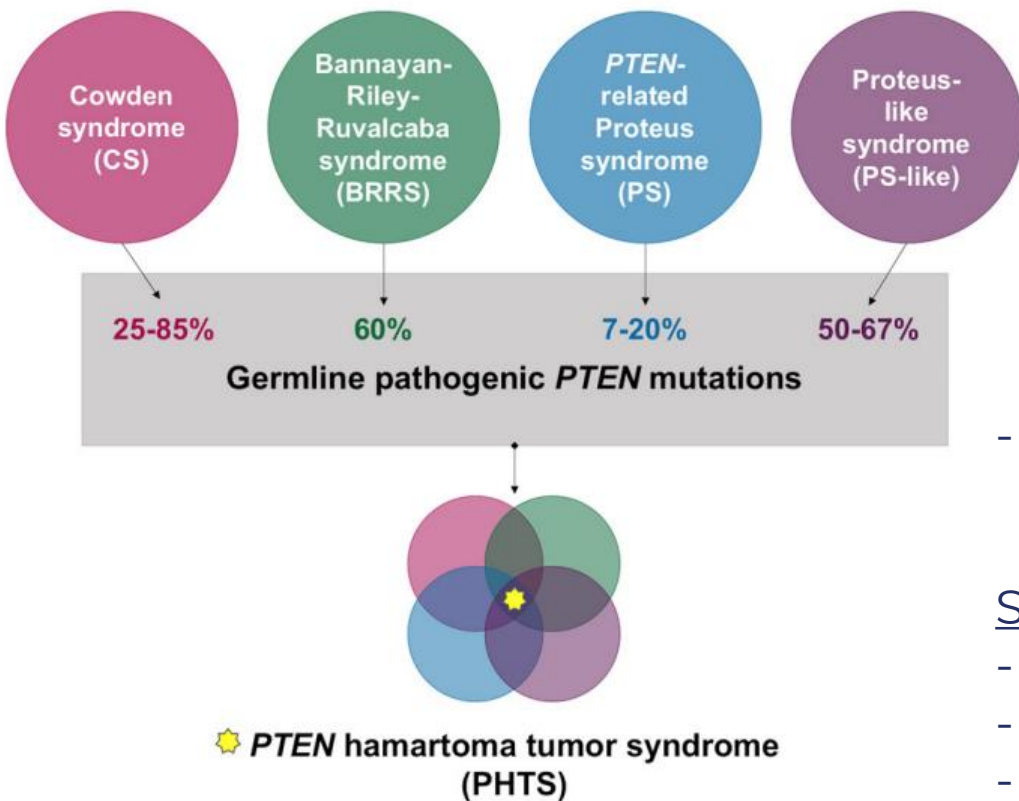 Cowden
syndrome
(CS)
Bannayan-
Riley-
Ruvalcaba
syndrome
(BRRS)
PTEN-
related
Proteus
syndrome
(PS)
Proteus-
like
syndrome
(PS-like)
25-85%
60%
7-20%
50-67%
Germline pathogenic PTEN mutations
-
S
-
-
-
PTEN hamartoma tumor syndrome
(PHTS)